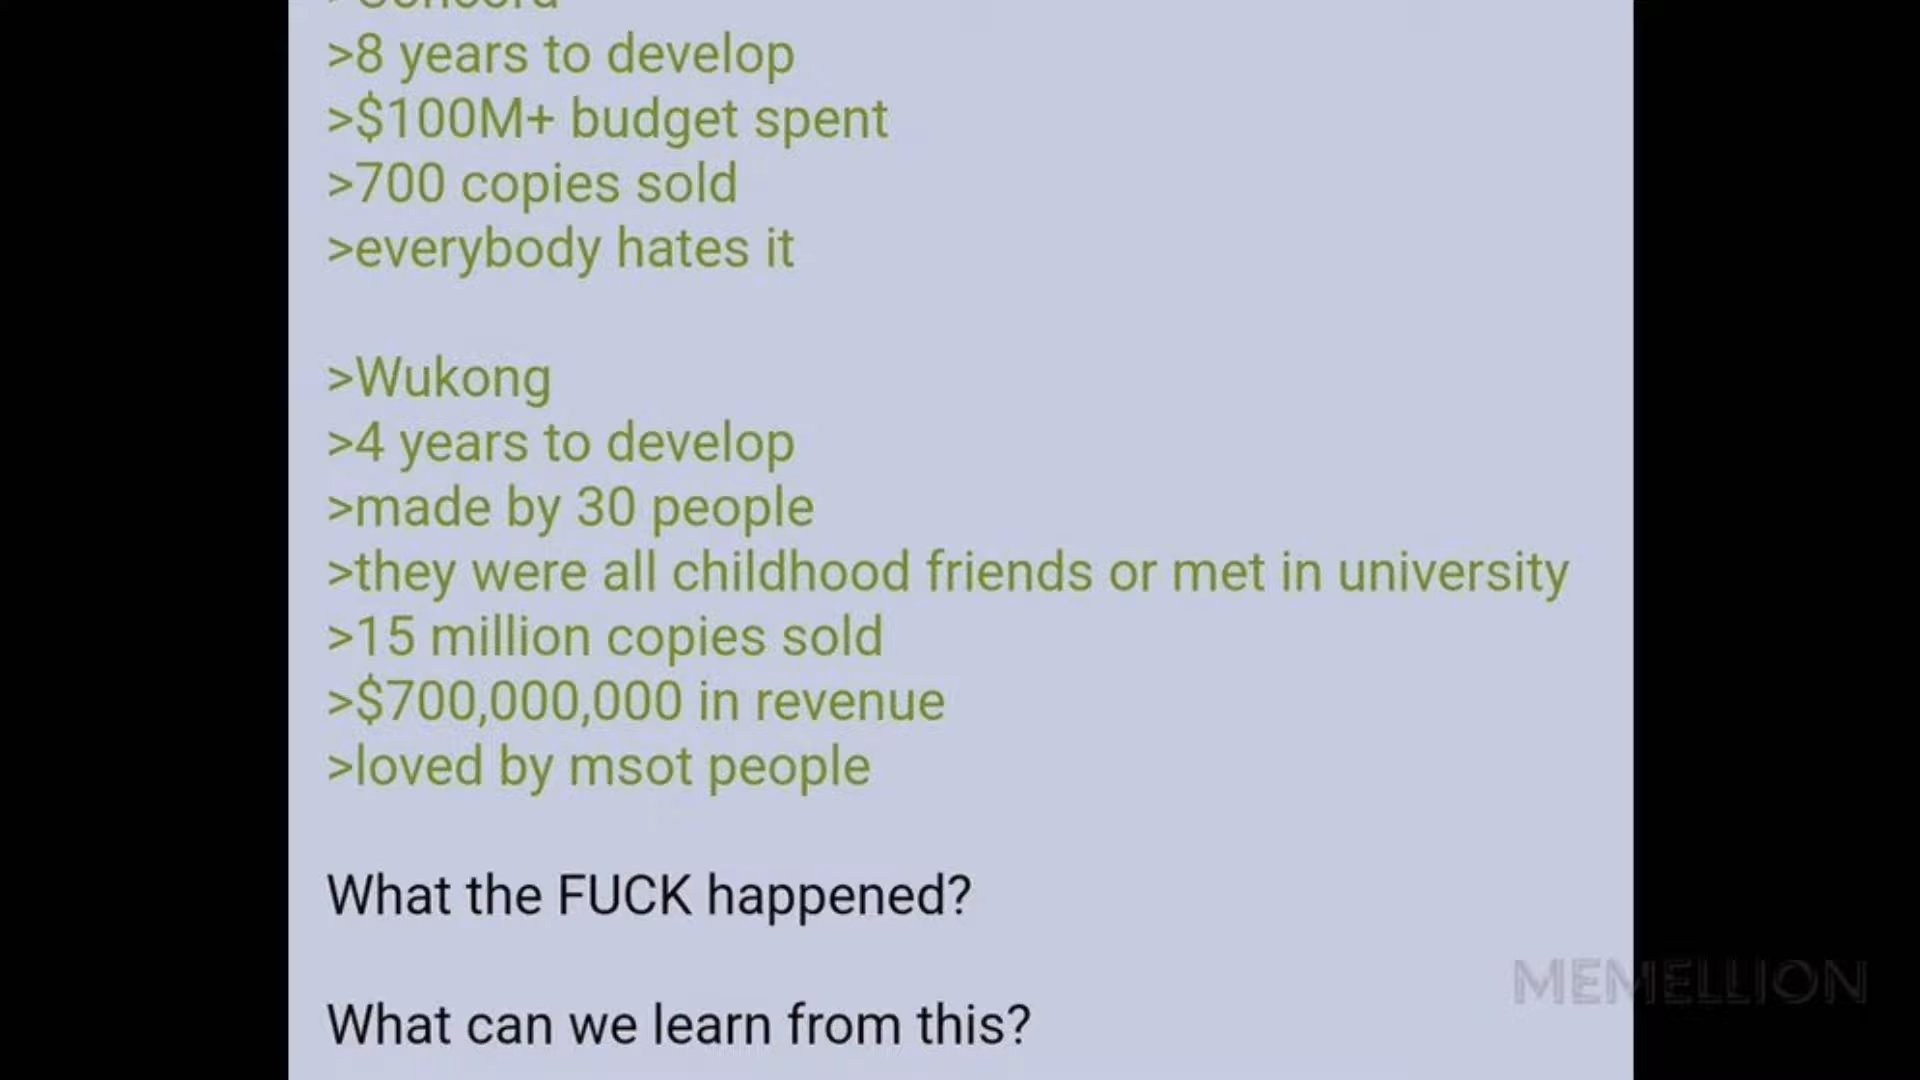 >Concord
>8 years to develop
>$100M+ budget spent
>700 copies sold
>everybody hates it
>Wukong
>4 years to develop
>made by 30 people
>they were all childhood friends or met in university
>15 million copies sold
>$700,000,000 in revenue
>loved by msot people
What the FUCK happened?
MEMELLION
What can we learn from this?